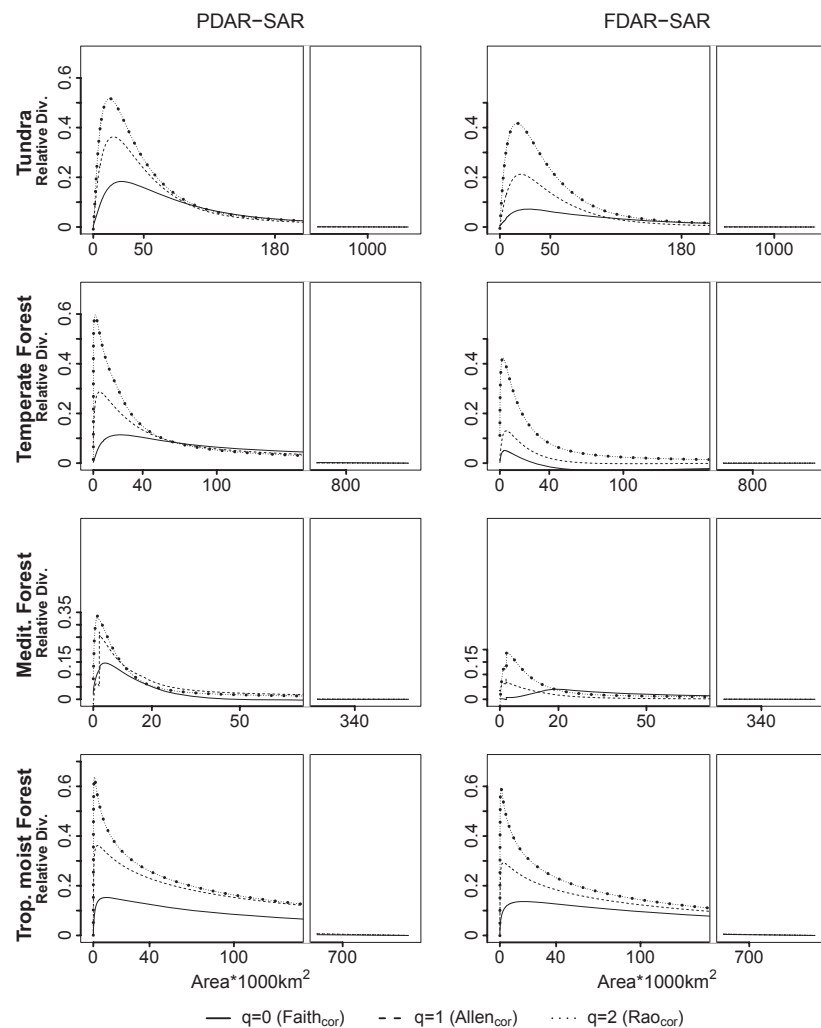 PDAR−SAR
FDAR−SAR
Tundra
Relative Div.
0 0.2 0.4 0.6
0 50 180 1000
0 0.2 0.4 0.6
0 50 180 1000
Temperate Forest
Relative Div.
0 0.2 0.4 0.6
0 40 100 800
0 0.2 0.4 0.6
0 40 100 800
Medit. Forest
Relative Div.
0 0.15 0.35
0 20 50 340
0 0.15
0 20 50 340
Trop. moist Forest
Relative Div.
0 0.2 0.4 0.6
0 40 100 700
0 0.2 0.4 0.6
0 40 100 700
Area*1000km²
Area*1000km²
q=0 (Faithcor) q=1 (Allencor) q=2 (Raocor)